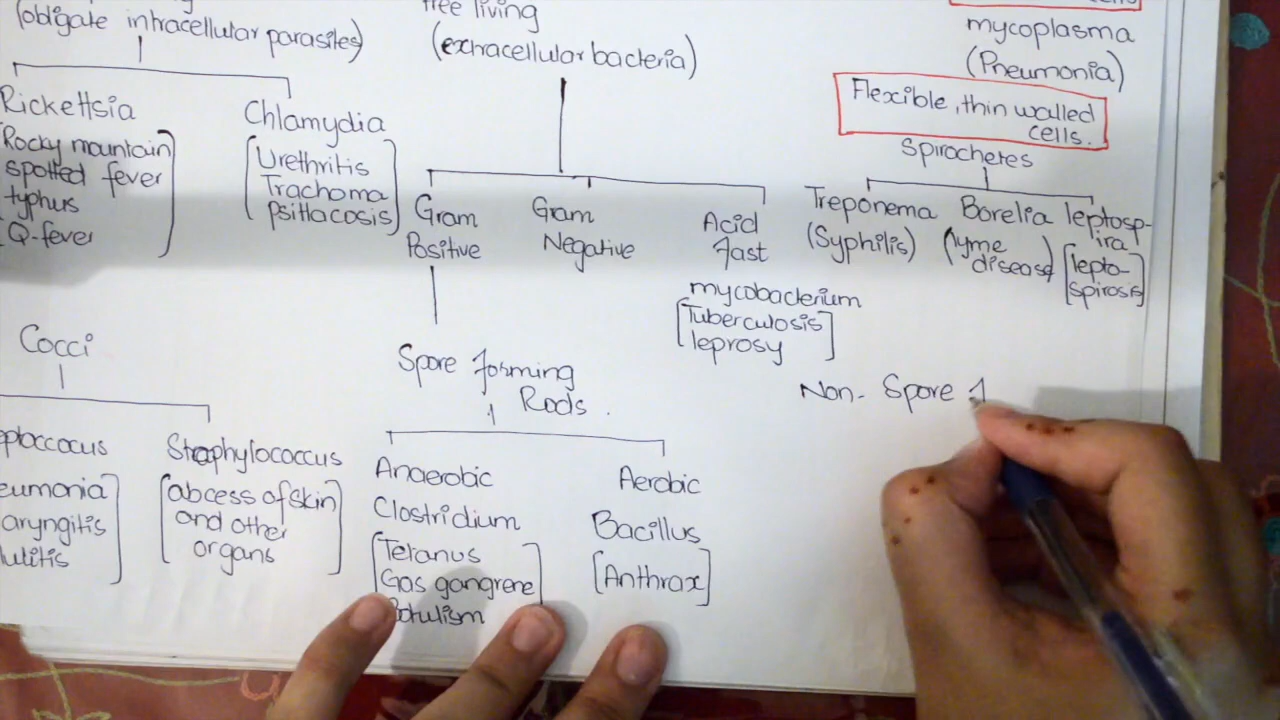 (obligate intracellular parasites)
free living
(extracellular bacteria)
mycoplasma
(Pneumonia)
Flexible, thin walled
cells.
Spirochetes
Rickettsia
[Rocky mountain
spotted fever
typhus
Q-fever]
Chlamydia
[Urethritis
Trachoma
Psittacosis]
Gram
Positive
Gram
Negative
Acid
Fast
mycobacterium
[Tuberculosis
leprosy]
Treponema
(Syphilis)
Borelia
(lyme
disease)
leptosp-
ira
[lepto-
spirosis]
Cocci
Staphylococcus
[abcess of skin
and other
organs]
Spore forming
Rods.
Anaerobic
Clostridium
[Tetanus
Gas gangrene
Botulism
Aerobic
Bacillus
[Anthrax]
Non-Spore